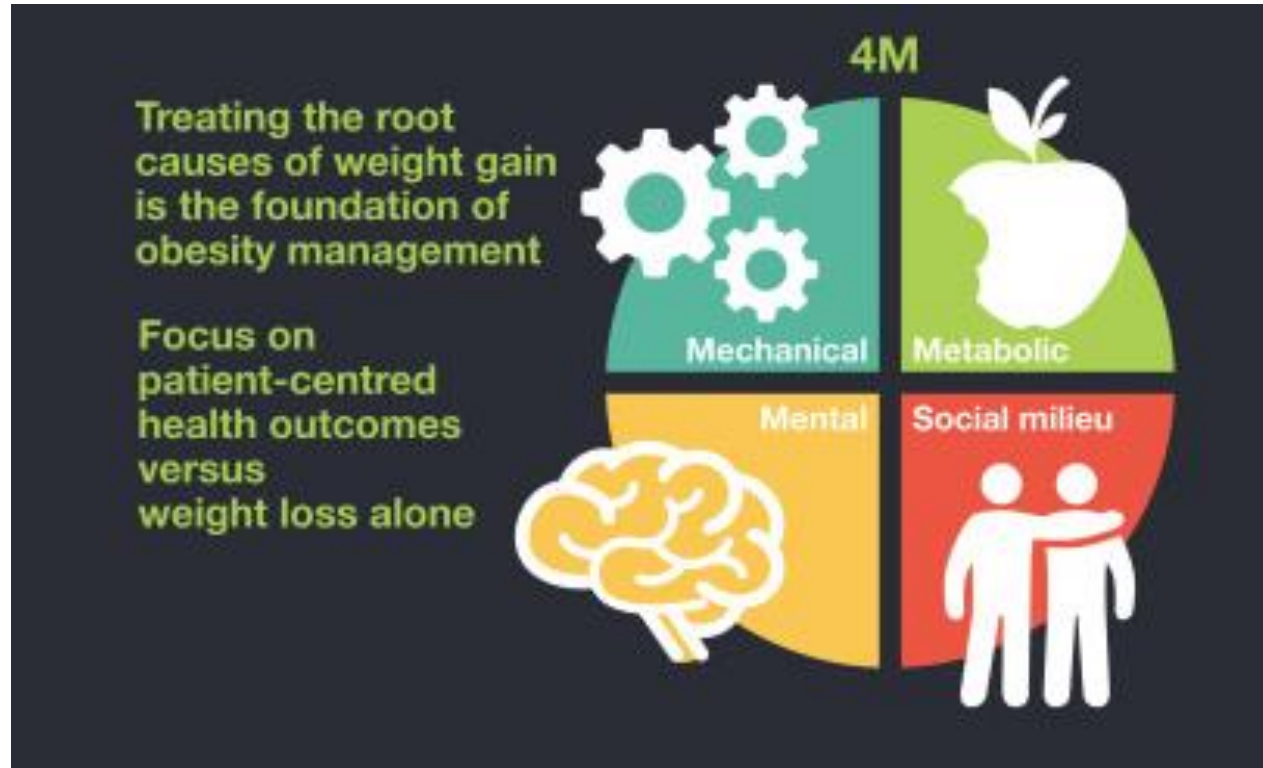 4M
Treating the root
causes of weight gain
is the foundation of
obesity management
Focus on
patient-centred
health outcomes
versus
weight loss alone
Mechanical
Metabolic
Mental
Social milieu